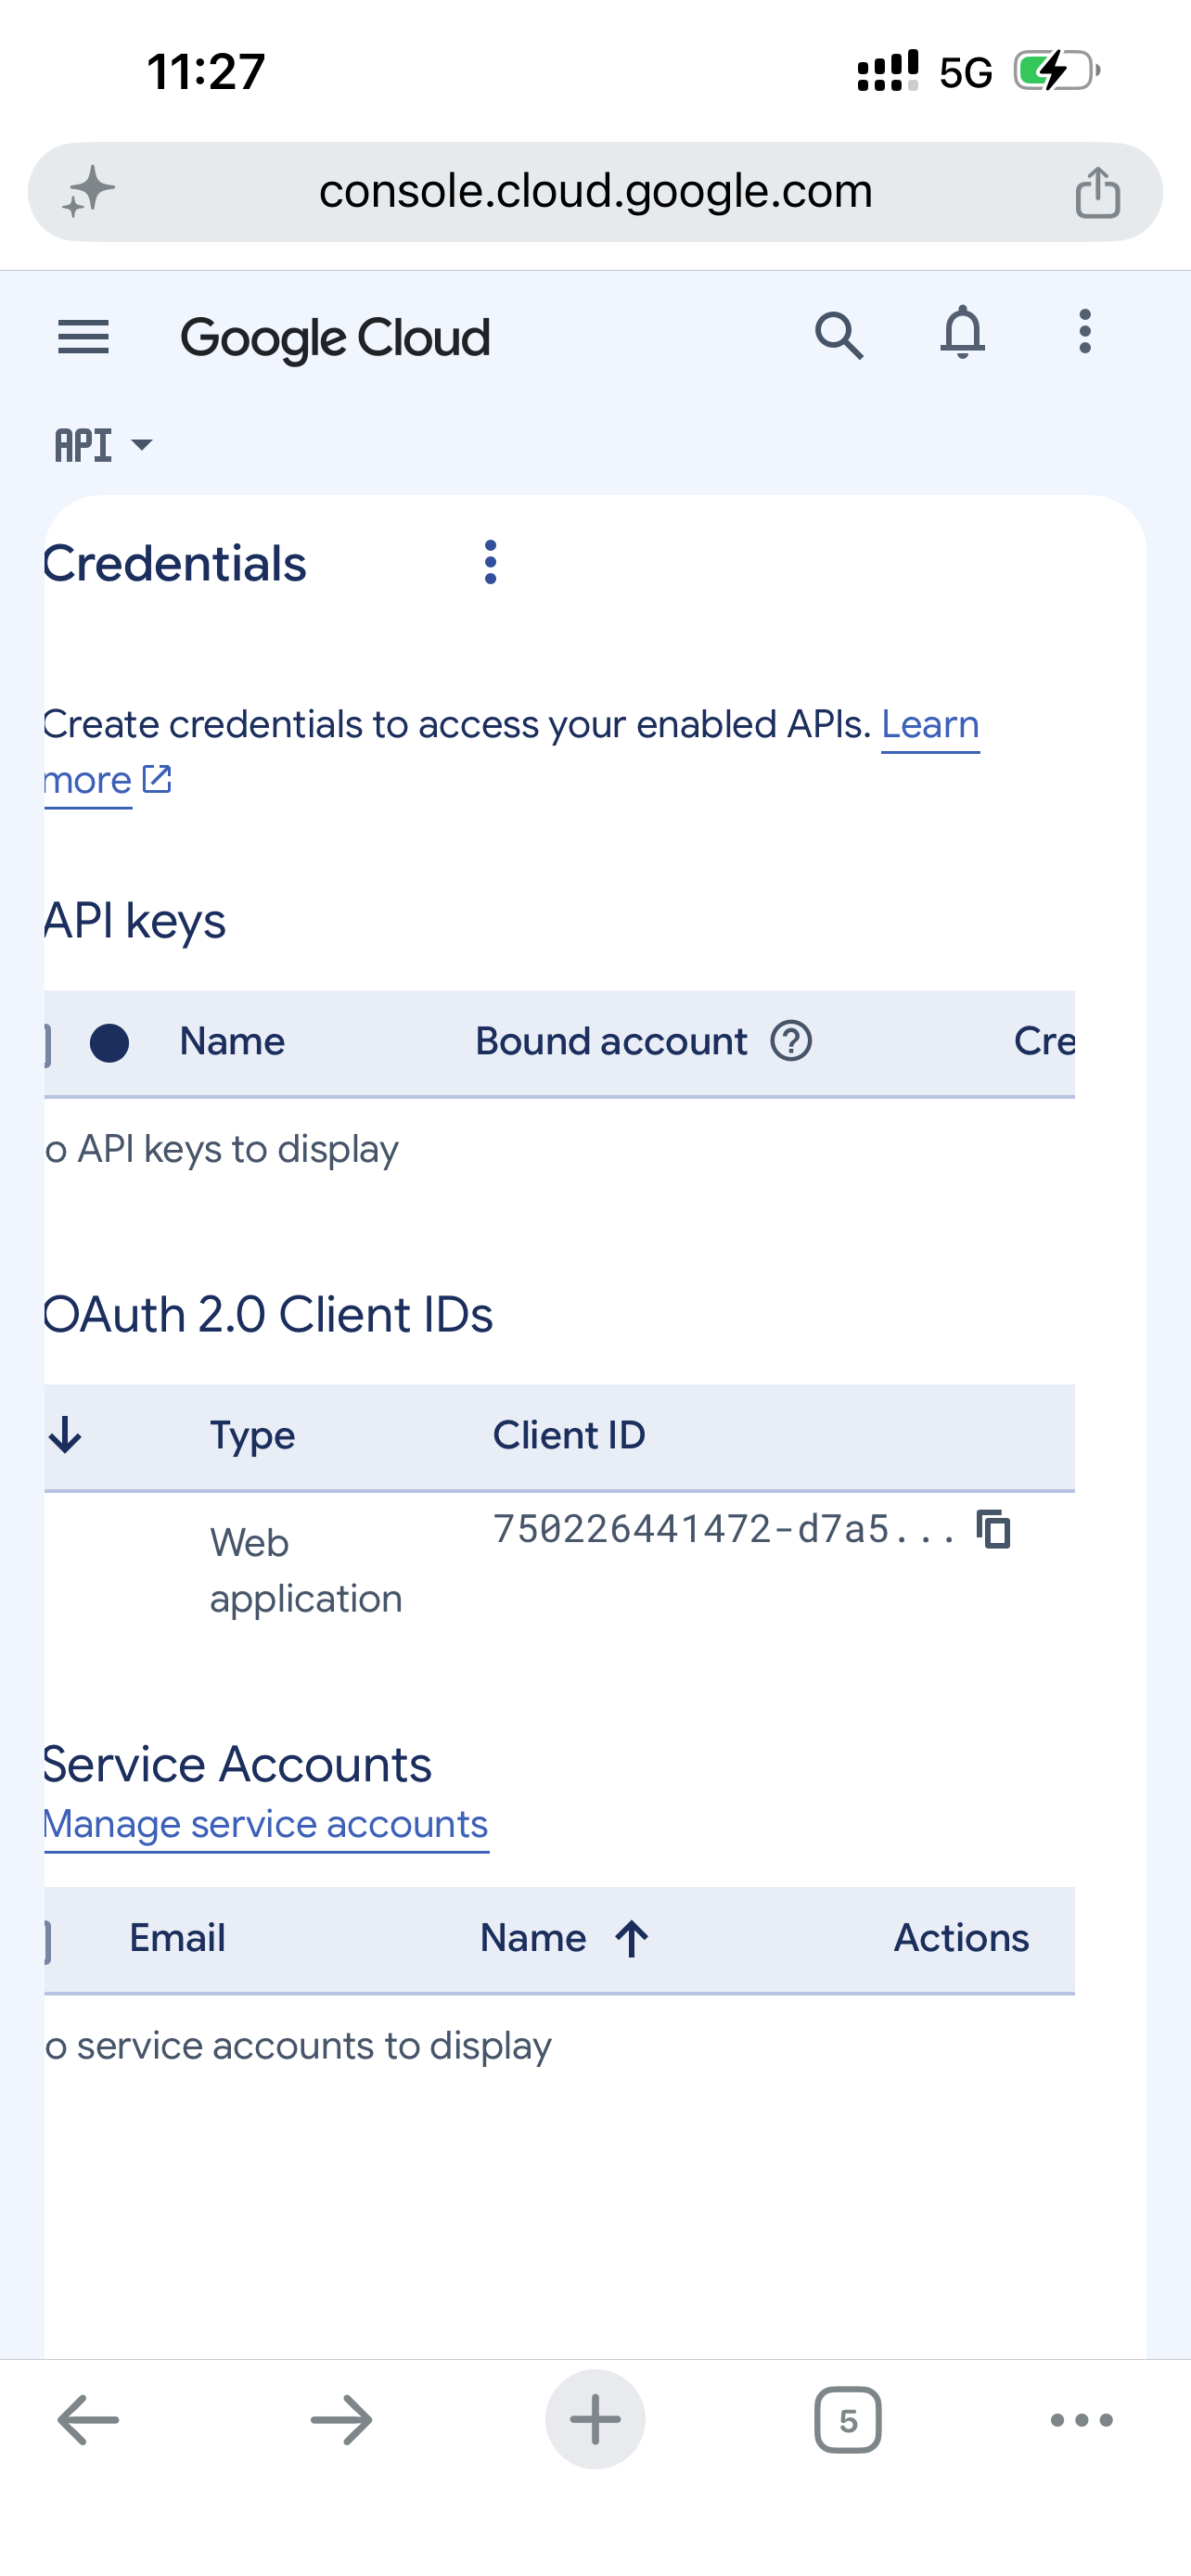 11:27
5G
console.cloud.google.com
Google Cloud
API
Credentials
Create credentials to access your enabled APIs. Learn
more
API keys
Name Bound account Cre
o API keys to display
OAuth 2.0 Client IDs
Type Client ID
Web
application
750226441472-d7a5...
Service Accounts
Manage service accounts
Email Name Actions
o service accounts to display
5